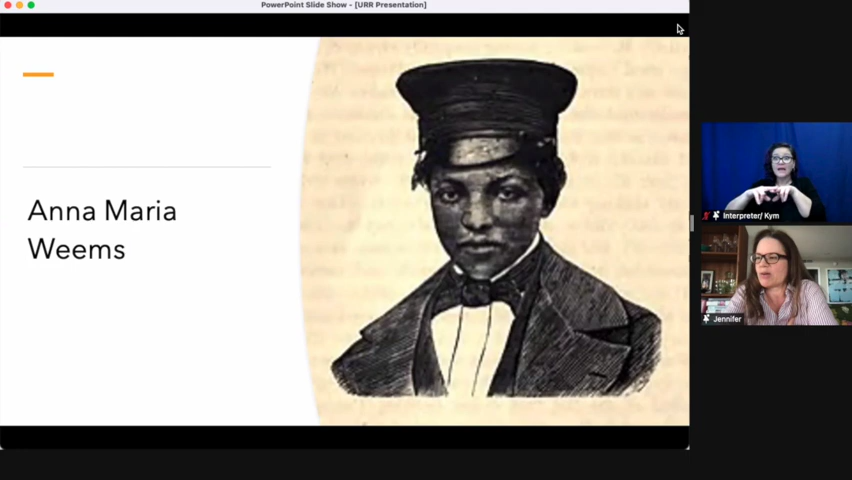 PowerPoint Slide Show - [URR Presentation]
Anna Maria
Weems
Interpreter/ Kym
Jennifer